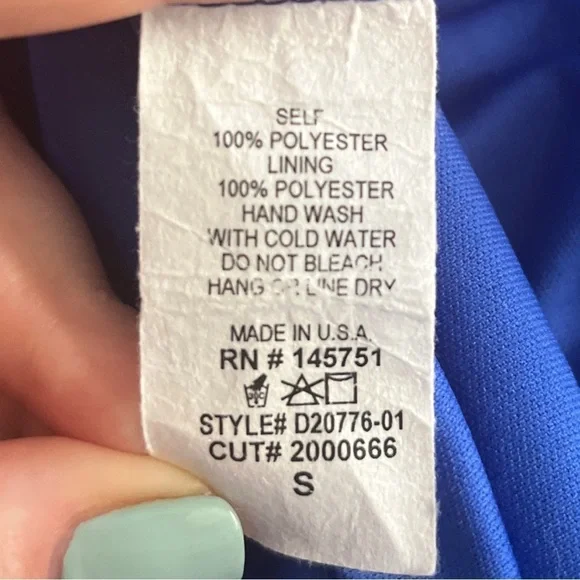 SELF
100% POLYESTER
LINING
100% POLYESTER
HAND WASH
WITH COLD WATER
DO NOT BLEACH
HANG OR LINE DRY
MADE IN U.S.A.
RN # 145751
STYLE# D20776-01
CUT# 2000666
S